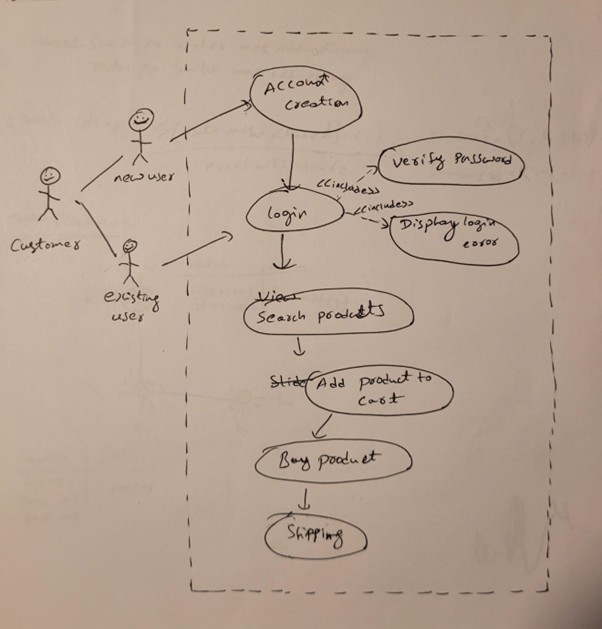 Account
creation
new user
Customer
existing
user
Login
<<includes>>
Verify Password
<<includes>>
Display login
eoror
View
Search products
Slide
Add product to
cart
Buy product
Shipping